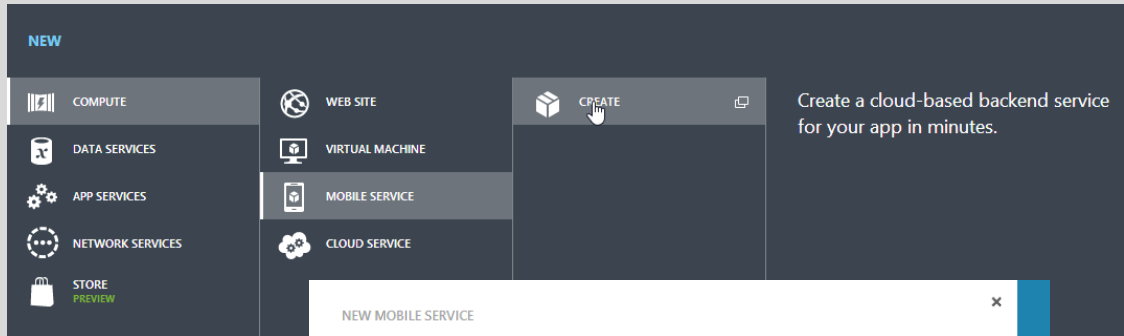 NEW
COMPUTE
DATA SERVICES
APP SERVICES
NETWORK SERVICES
STORE
PREVIEW
WEB SITE
VIRTUAL MACHINE
MOBILE SERVICE
CLOUD SERVICE
CREATE
Create a cloud-based backend service
for your app in minutes.
NEW MOBILE SERVICE